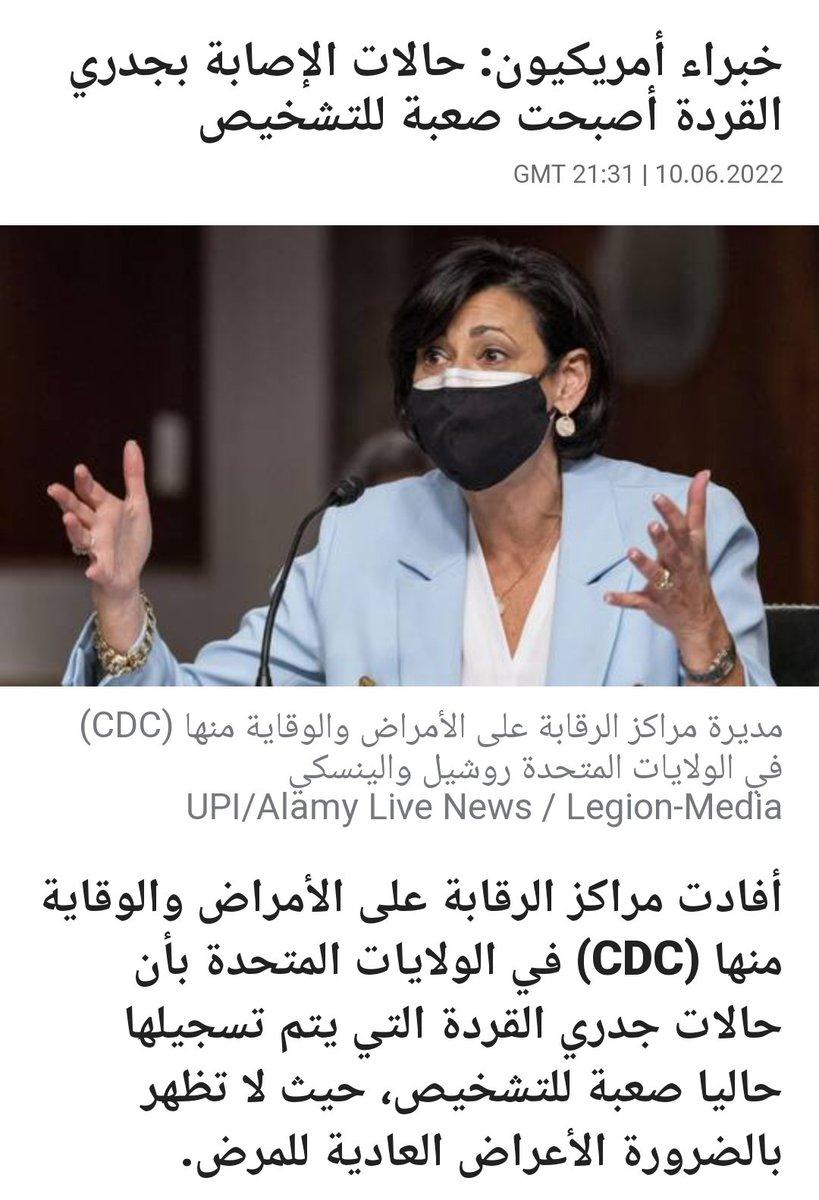 خبراء أمريكيون: حالات الإصابة بجدري
القردة أصبحت صعبة للتشخيص
GMT 21:31 | 10.06.2022
مديرة مراكز الرقابة على الأمراض والوقاية منها (CDC)
في الولايات المتحدة روشيل والينسكي
UPI/Alamy Live News / Legion-Media
أفادت مراكز الرقابة على الأمراض والوقاية
منها (CDC) في الولايات المتحدة بأن
حالات جدري القردة التي يتم تسجيلها
حاليا صعبة للتشخيص، حيث لا تظهر
بالضرورة الأعراض العادية للمرض.